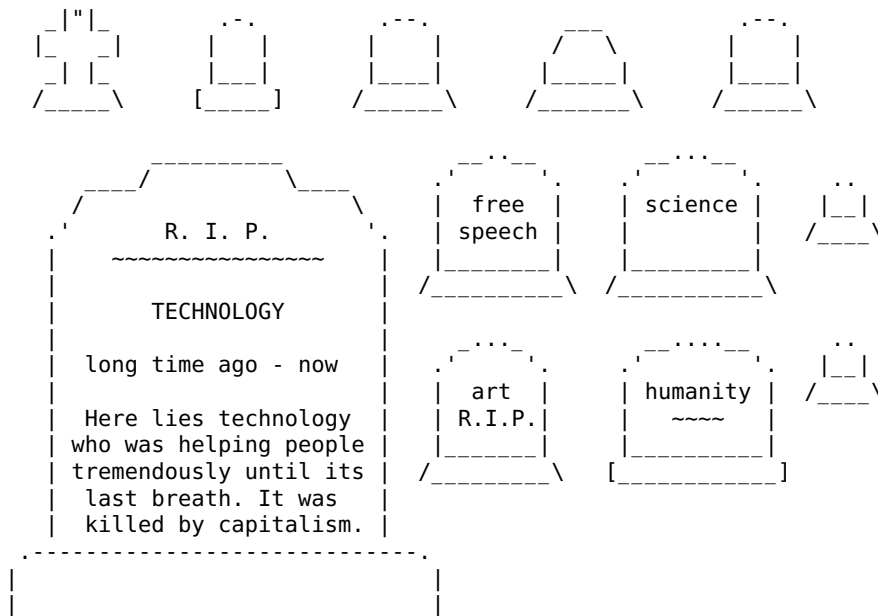 R. I. P.
~~~~~~~~~~~~~~~~
TECHNOLOGY
long time ago - now
Here lies technology
who was helping people
tremendously until its
last breath. It was
killed by capitalism.
free
speech
science
art
R.I.P.
humanity
~~~~